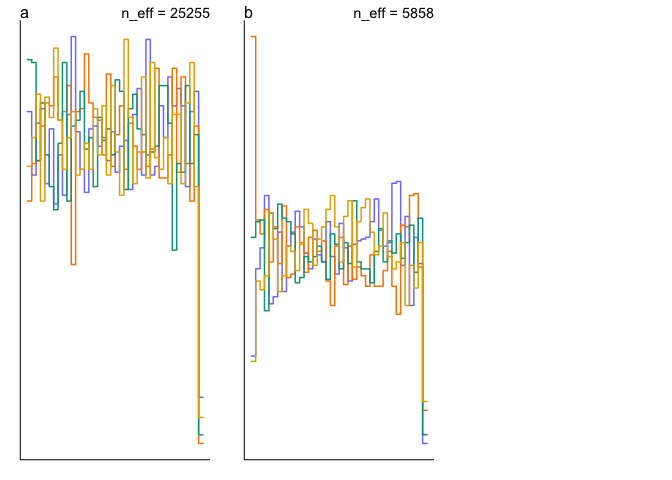 a n_eff = 25255
b n_eff = 5858